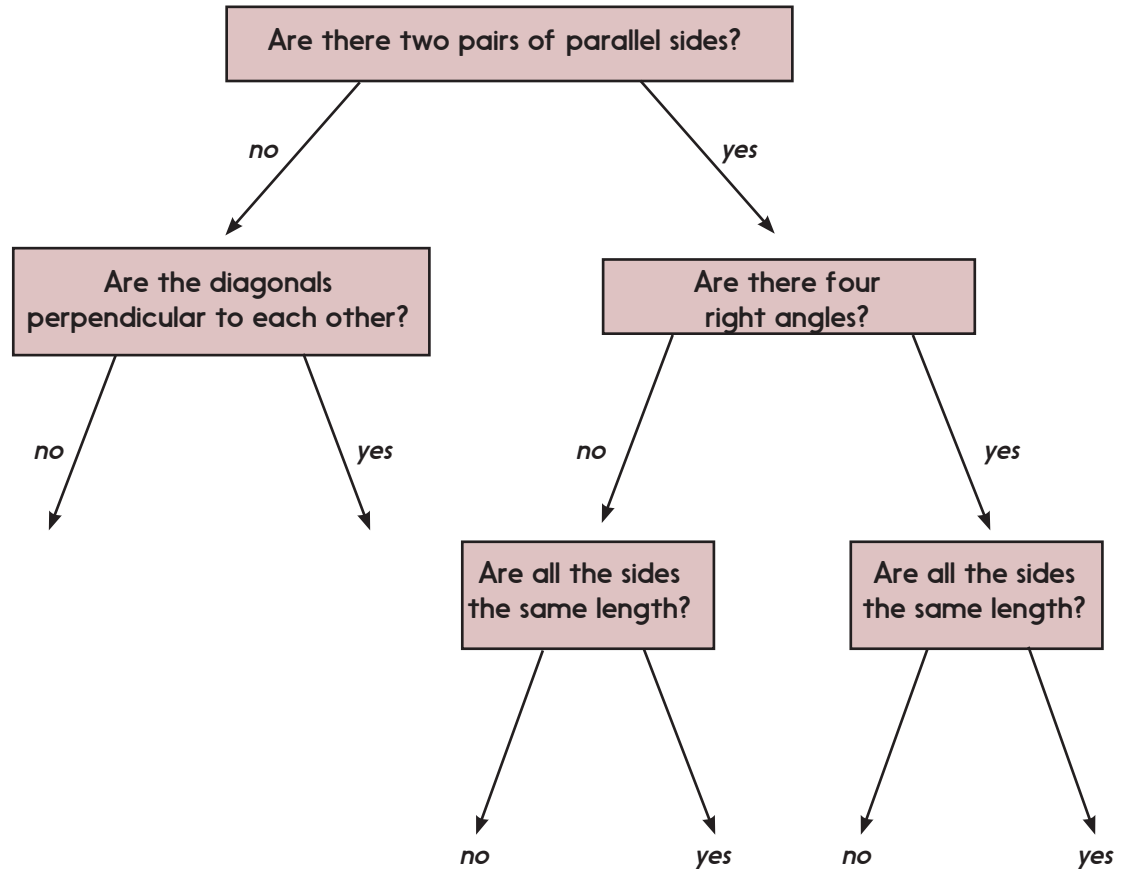 Are there two pairs of parallel sides?
no
yes
Are the diagonals
perpendicular to each other?
Are there four
right angles?
no
yes
no
yes
Are all the sides
the same length?
Are all the sides
the same length?
no
yes
no
yes